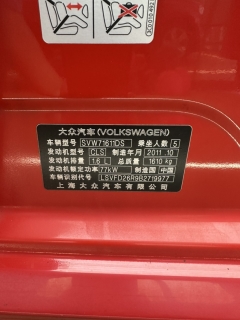 大众汽车(VOLKSWAGEN)
车辆型号 SVW71611DS 乘坐人数 5
发动机型号 CLS 制造年月 2011.10
发动机排量 1.6 L 总质量 1610 kg
发动机额定功率 77kW 制造国 中国
车辆识别代号 LSVFD26R9B2719977
上海大众汽车有限公司